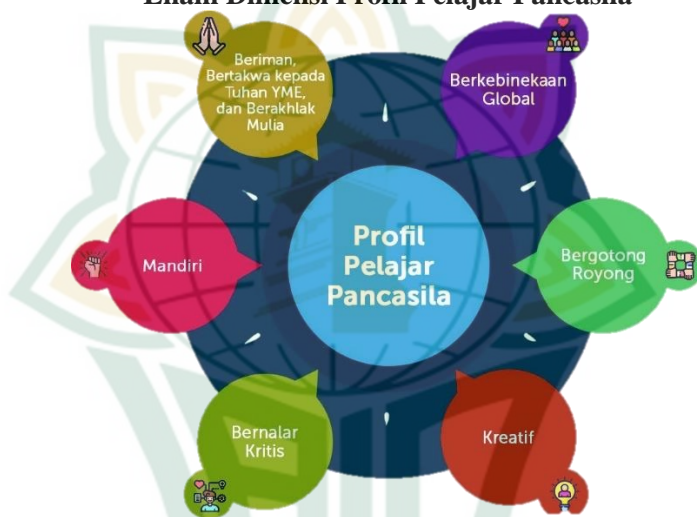 Enam Dimensi Profil Pelajar Pancasila
Beriman,
Bertakwa kepada
Tuhan YME,
dan Berakhlak
Mulia
Berkebinekaan
Global
Mandiri
Profil
Pelajar
Pancasila
Bergotong
Royong
Bernalar
Kritis
Kreatif